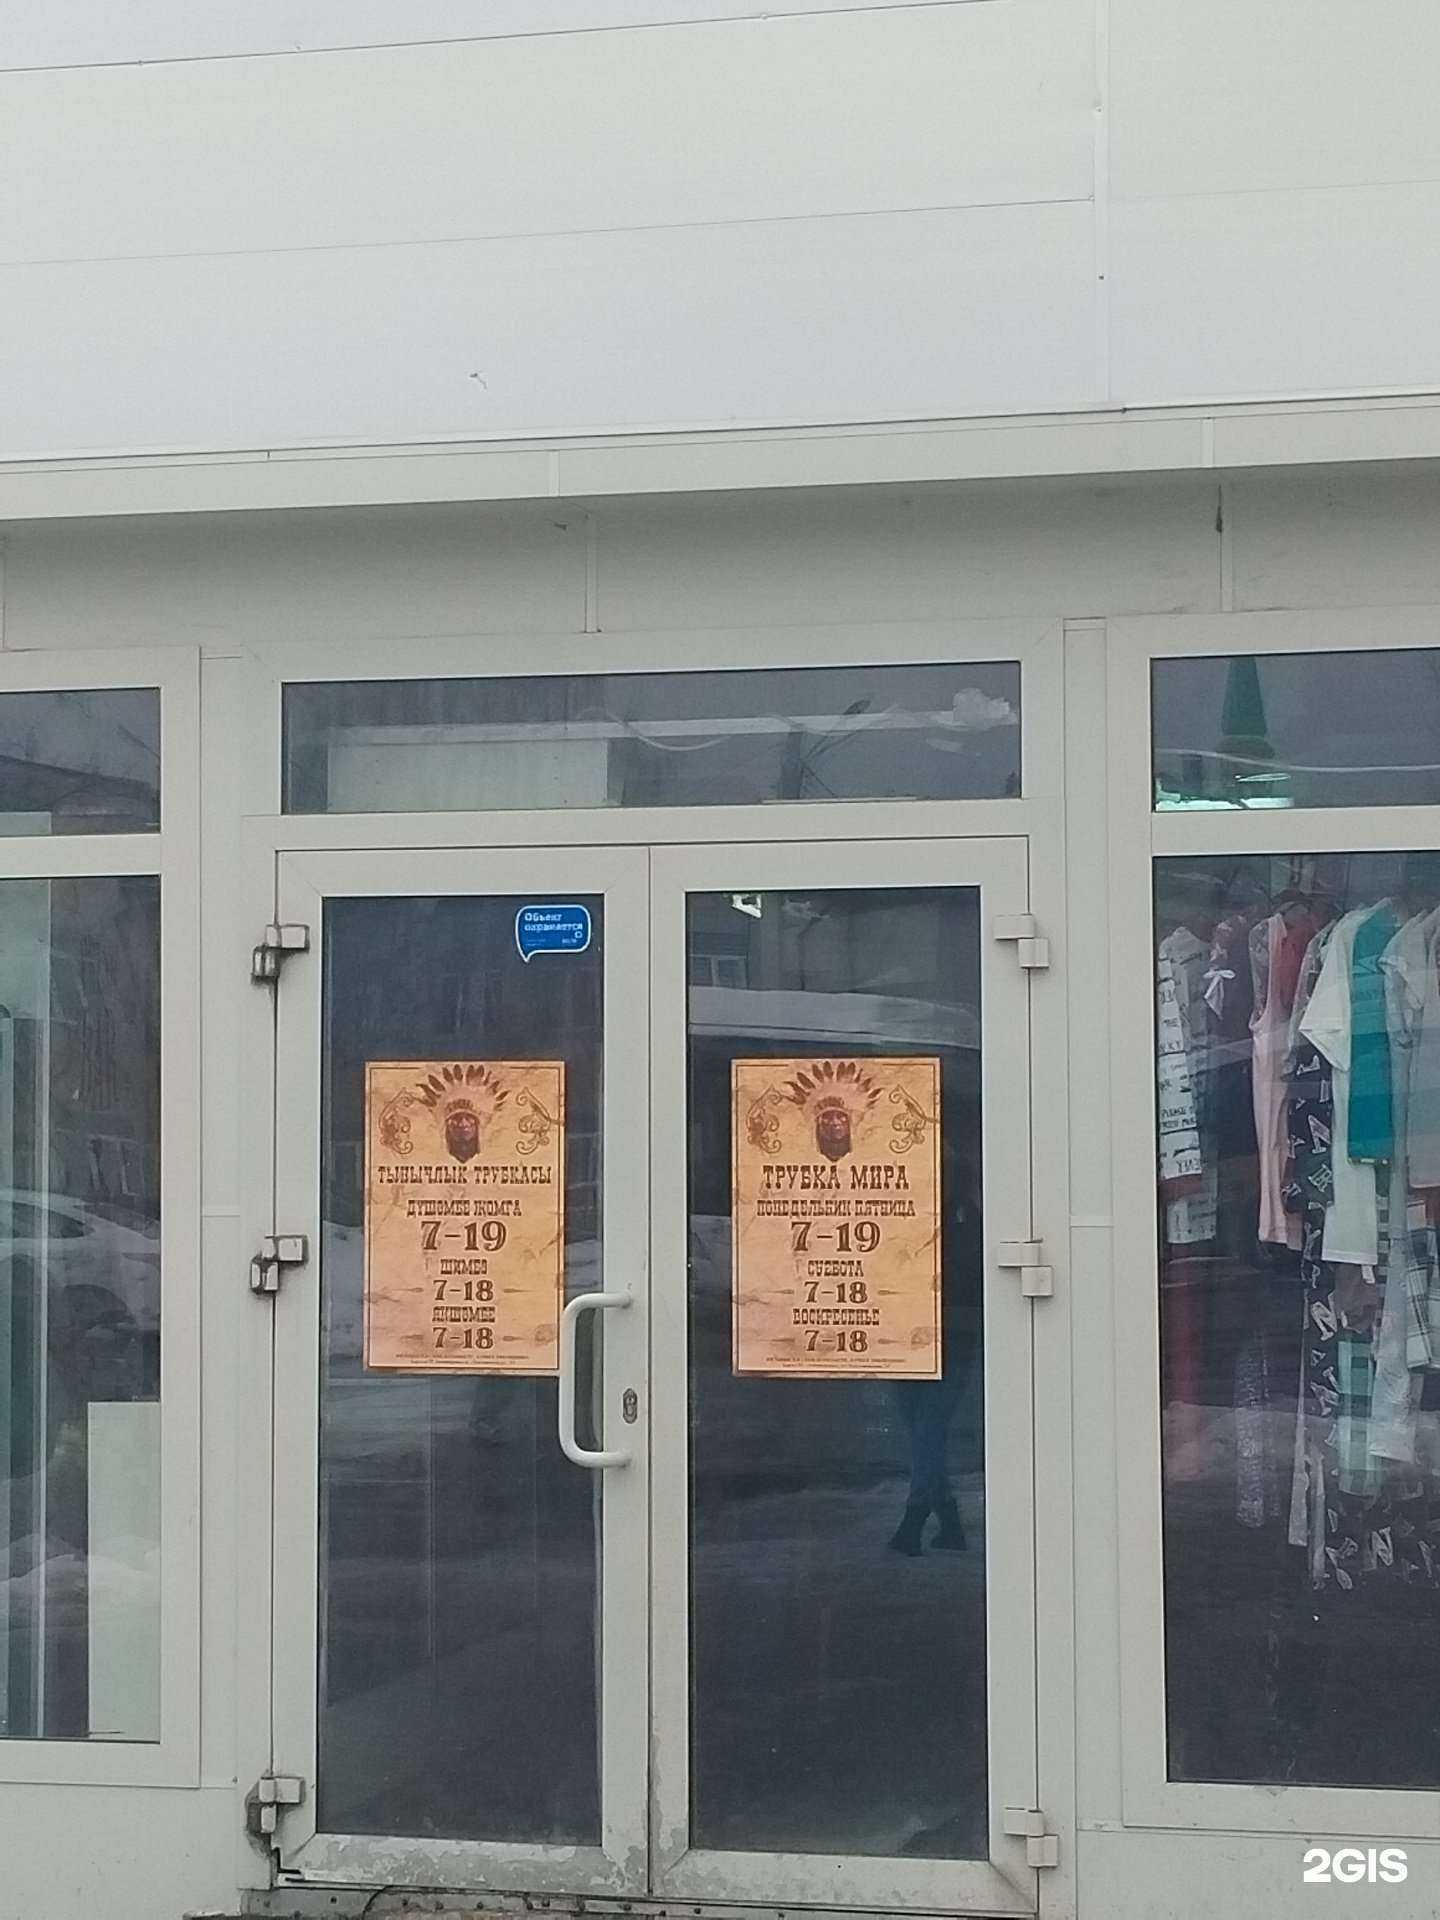 Объект
охраняется
ТЫНЫЧЛЫК ТРУБКАСЫ
ДУШӘМБЕ ҖОМГА
7-19
ШИМБӘ
7-18
ЯКШӘМБЕ
7-18
ТРУБКА МИРА
ПОНЕДЕЛЬНИК ПЯТНИЦА
7-19
СУББОТА
7-18
ВОСКРЕСЕНЬЕ
7-18
2GIS